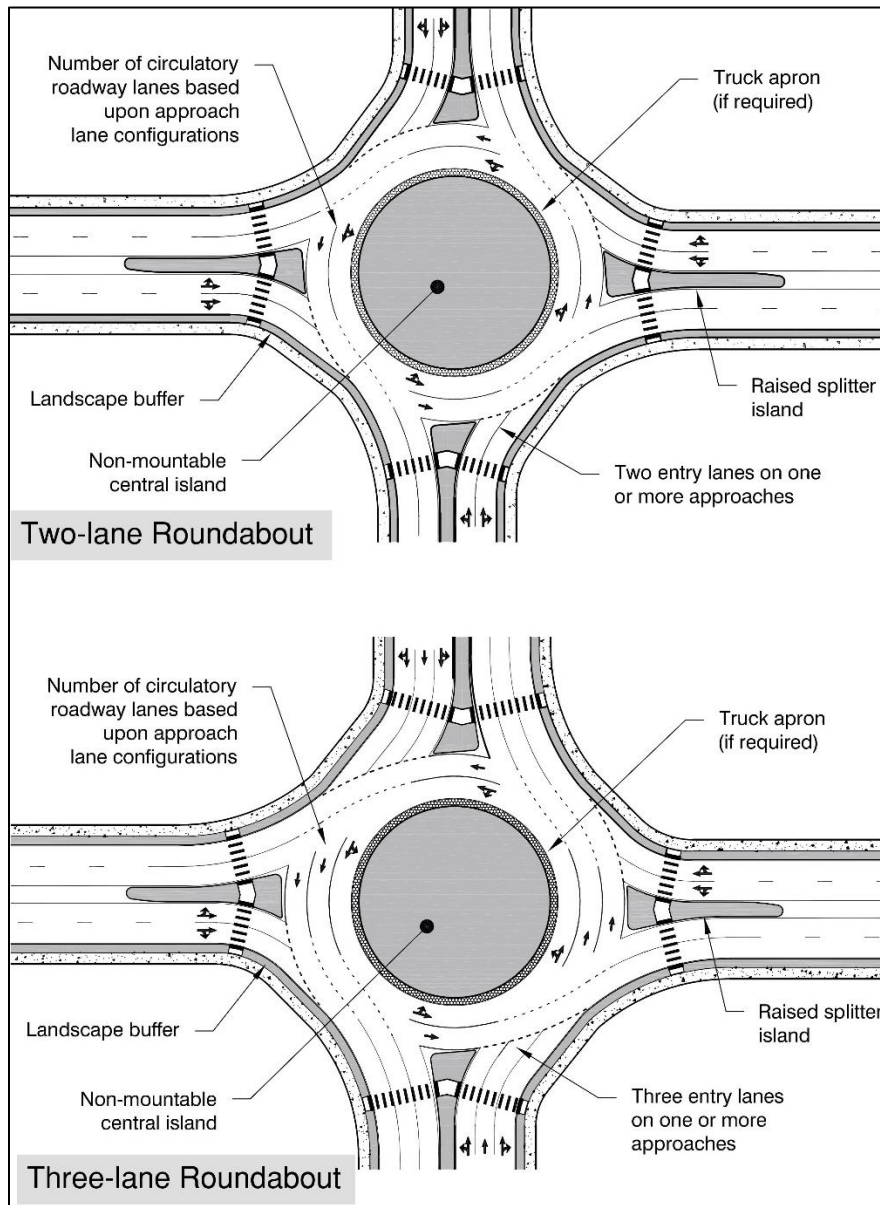 Number of circulatory
roadway lanes based
upon approach
lane configurations
Truck apron
(if required)
Landscape buffer
Raised splitter
island
Non-mountable
central island
Two entry lanes on one
or more approaches
Two-lane Roundabout
Number of circulatory
roadway lanes based
upon approach
lane configurations
Truck apron
(if required)
Landscape buffer
Raised splitter
island
Non-mountable
central island
Three entry lanes
on one or more
approaches
Three-lane Roundabout